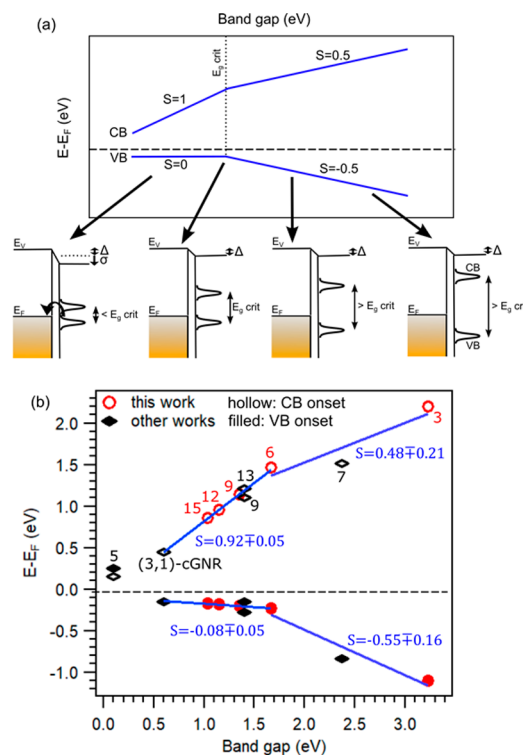 (a)
Band gap (eV)
E-E_F (eV)
E_g crit
S=1
S=0.5
CB
VB
S=0
S=-0.5
E_V
Δ
σ
E_F
< E_g crit
E_V
Δ
E_F
E_g crit
E_V
Δ
E_F
> E_g crit
E_V
Δ
CB
E_F
> E_g cr
VB
(b)
this work
hollow: CB onset
other works
filled: VB onset
E-E_F (eV)
2.0
1.5
1.0
0.5
0.0
-0.5
-1.0
3
6
S=0.48∓0.21
13
9
12
15
9
7
S=0.92∓0.05
5
(3,1)-cGNR
S=-0.08∓0.05
S=-0.55∓0.16
0.0 0.5 1.0 1.5 2.0 2.5 3.0
Band gap (eV)